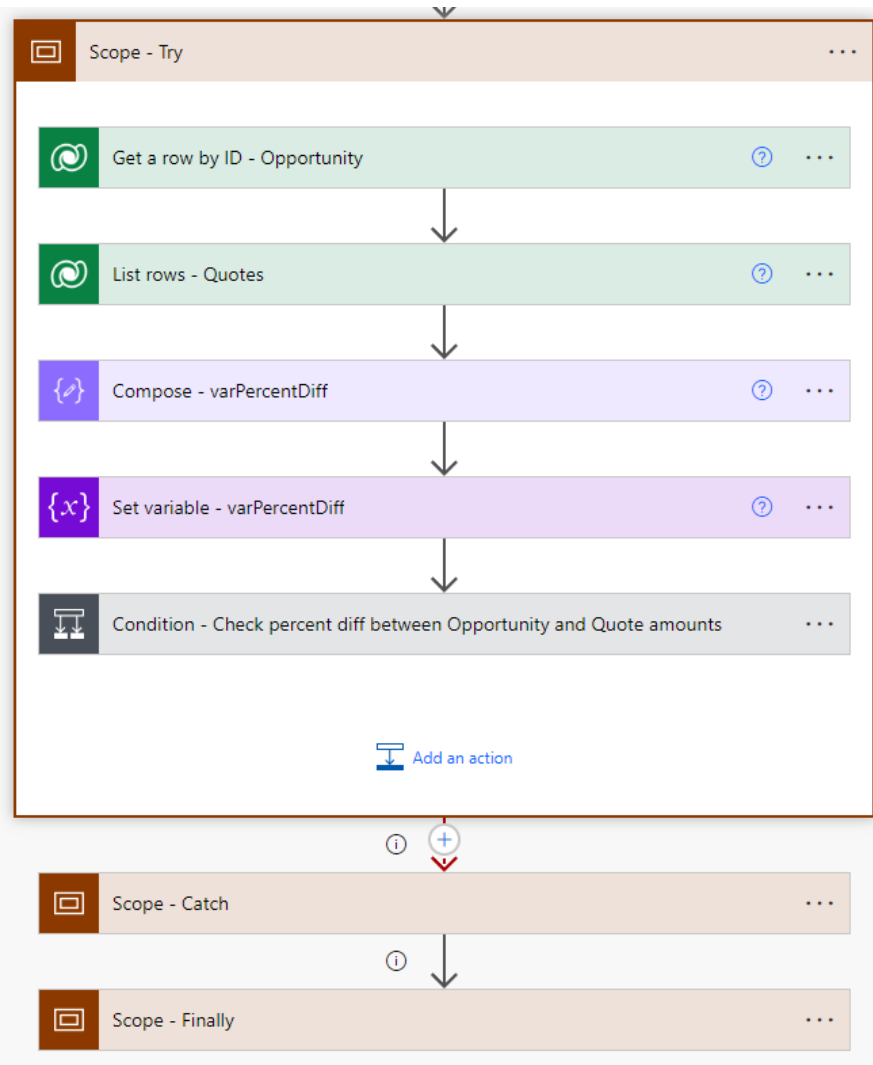 Scope - Try
Get a row by ID - Opportunity
List rows - Quotes
Compose - varPercentDiff
Set variable - varPercentDiff
Condition - Check percent diff between Opportunity and Quote amounts
Add an action
Scope - Catch
Scope - Finally